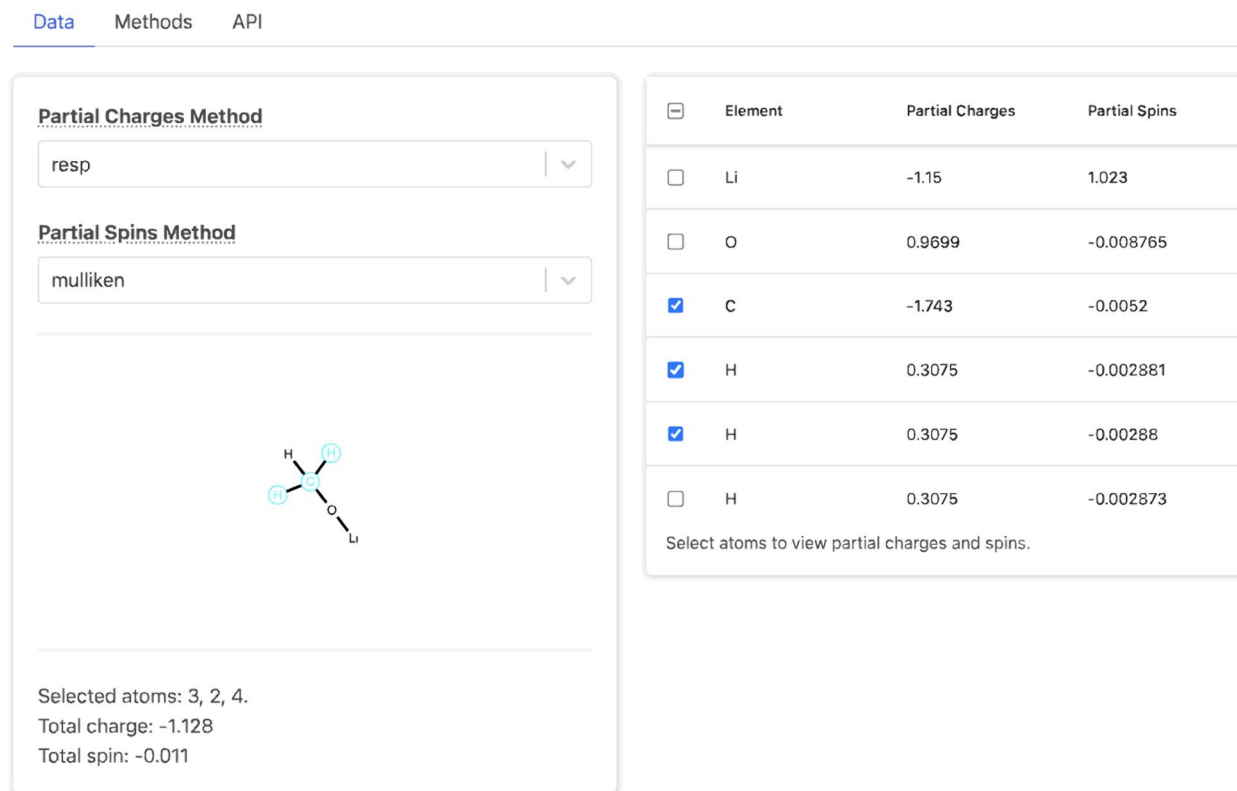 Data Methods API
Partial Charges Method
resp
Partial Spins Method
mulliken
H H
C
H
O
Li
Selected atoms: 3, 2, 4.
Total charge: -1.128
Total spin: -0.011
Element Partial Charges Partial Spins
Li -1.15 1.023
O 0.9699 -0.008765
C -1.743 -0.0052
H 0.3075 -0.002881
H 0.3075 -0.00288
H 0.3075 -0.002873
Select atoms to view partial charges and spins.